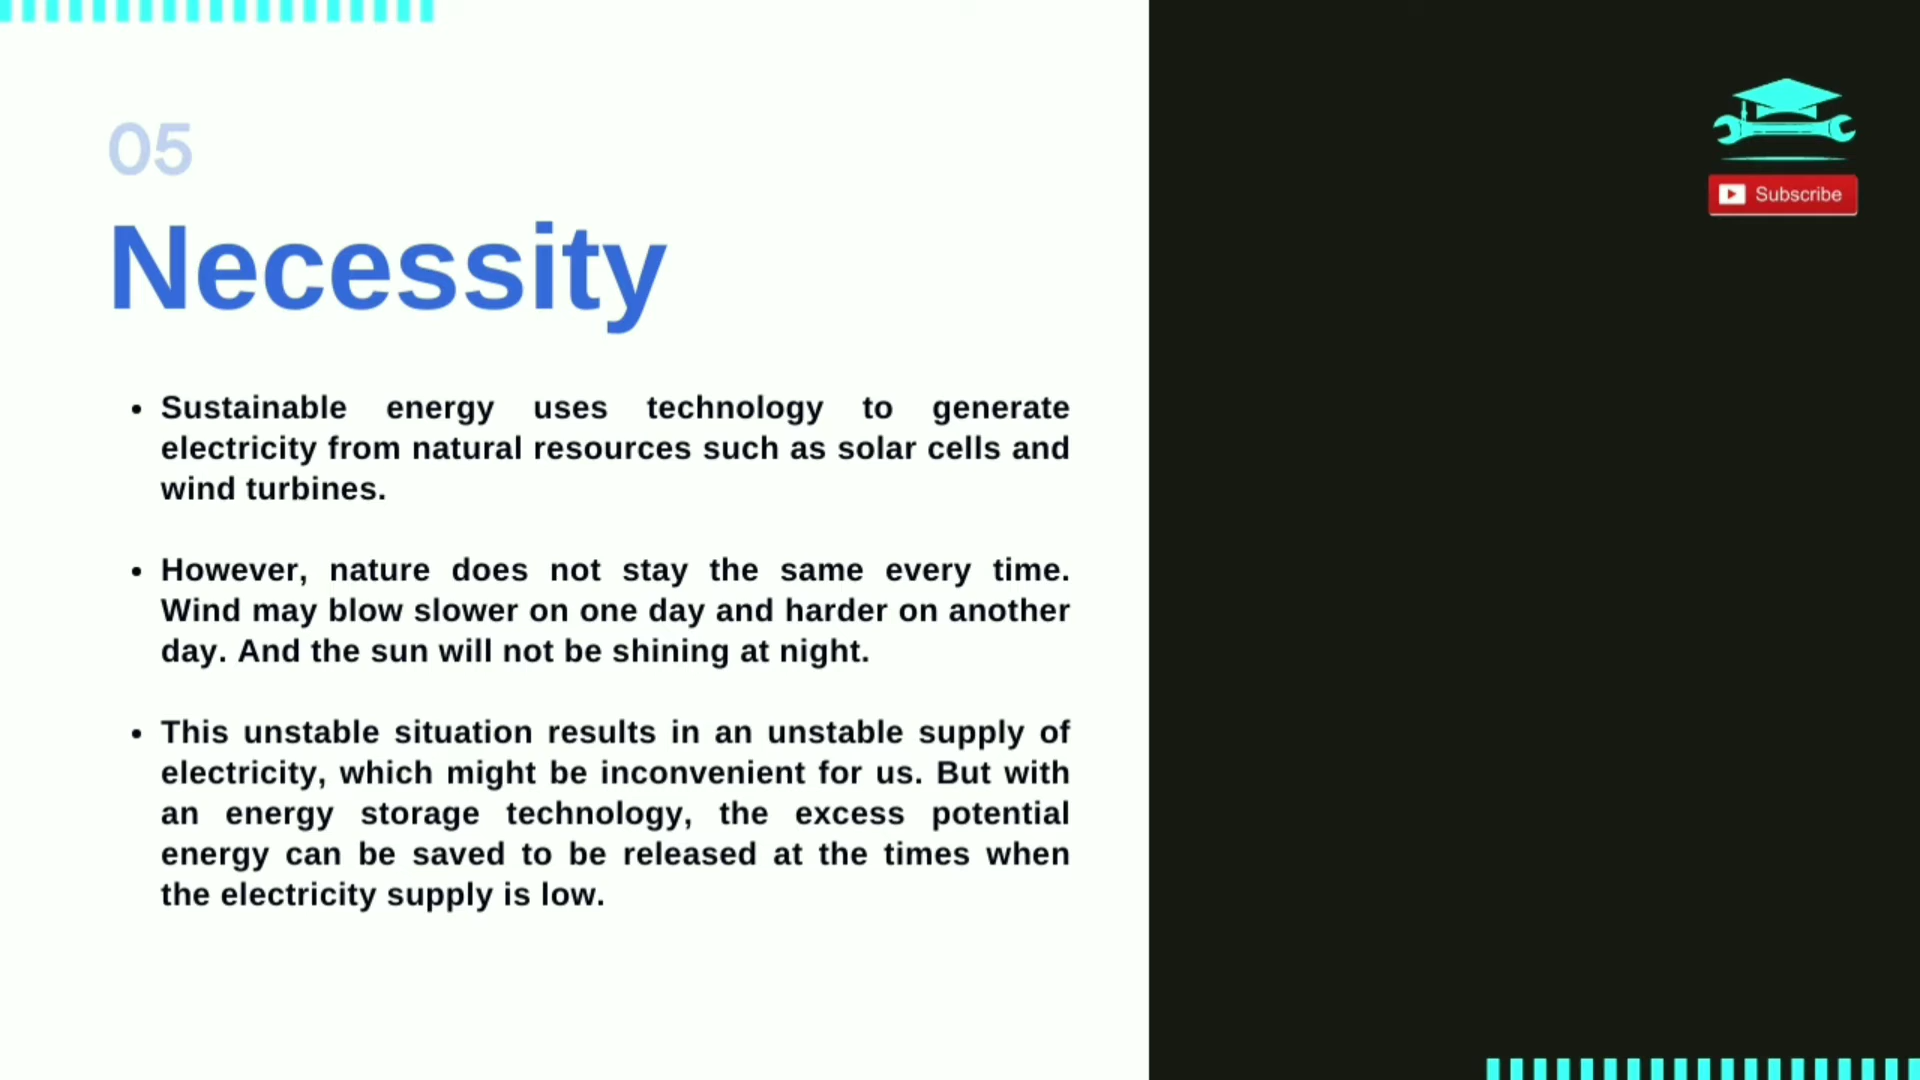 05
Necessity
• Sustainable energy uses technology to generate
electricity from natural resources such as solar cells and
wind turbines.
• However, nature does not stay the same every time.
Wind may blow slower on one day and harder on another
day. And the sun will not be shining at night.
• This unstable situation results in an unstable supply of
electricity, which might be inconvenient for us. But with
an energy storage technology, the excess potential
energy can be saved to be released at the times when
the electricity supply is low.
Subscribe